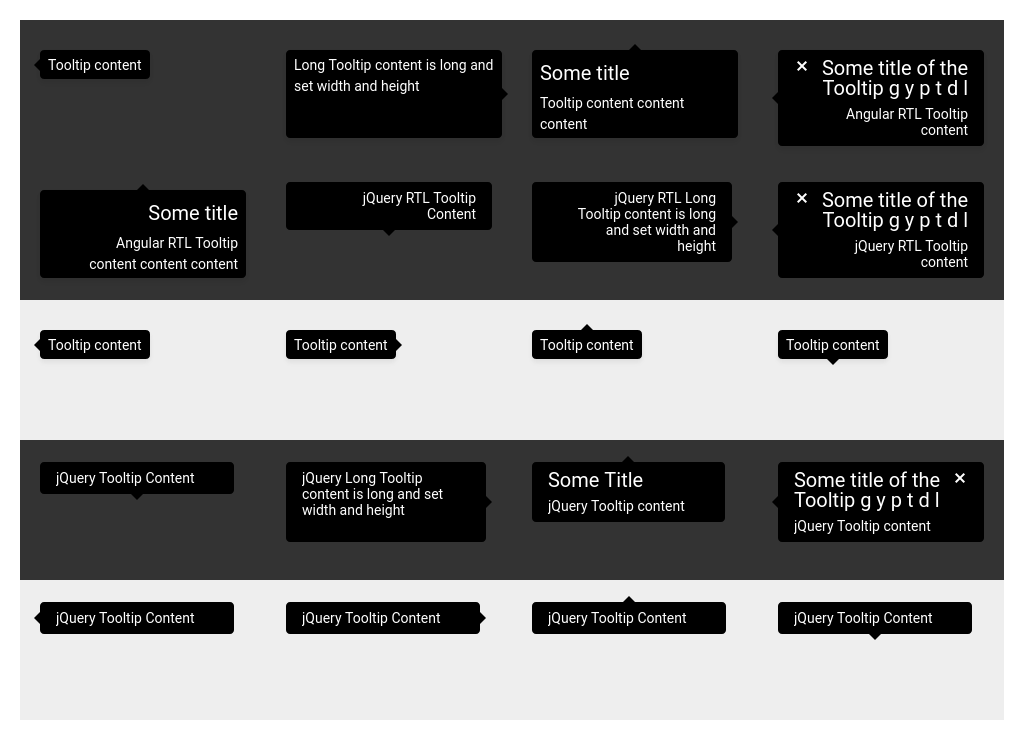 Tooltip content
Long Tooltip content is long and
set width and height
Some title
Tooltip content content
content
Some title of the
Tooltip g y p t d l
Angular RTL Tooltip
content
Some title
Angular RTL Tooltip
content content content
jQuery RTL Tooltip
Content
jQuery RTL Long
Tooltip content is long
and set width and
height
Some title of the
Tooltip g y p t d l
jQuery RTL Tooltip
content
Tooltip content
Tooltip content
Tooltip content
Tooltip content
jQuery Tooltip Content
jQuery Long Tooltip
content is long and set
width and height
Some Title
jQuery Tooltip content
Some title of the
Tooltip g y p t d l
jQuery Tooltip content
jQuery Tooltip Content
jQuery Tooltip Content
jQuery Tooltip Content
jQuery Tooltip Content